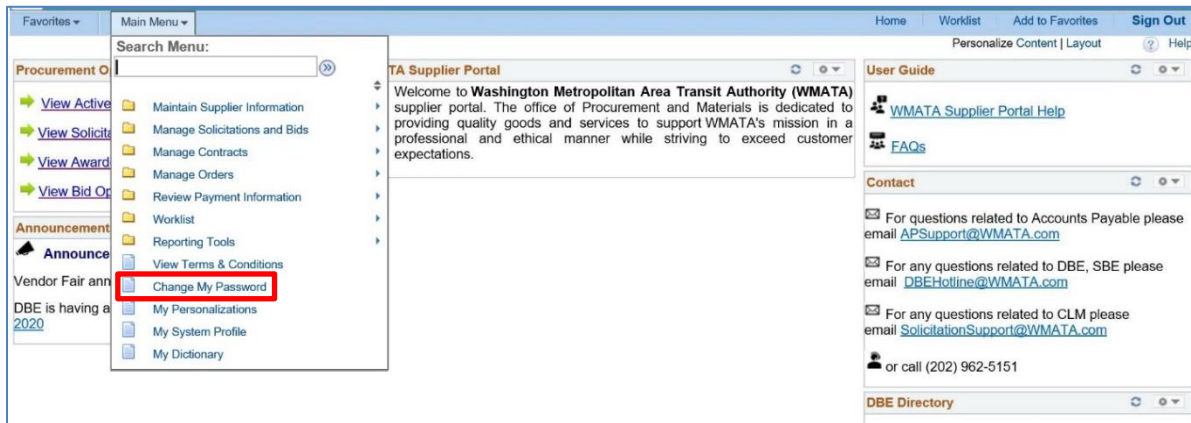 Favorites Main Menu Home Worklist Add to Favorites Sign Out
Personalize Content | Layout Help
Search Menu:
Procurement O
View Active
View Solicita
View Award
View Bid Op
Announcement
Announce
Vendor Fair ann
DBE is having a
2020
Maintain Supplier Information
Manage Solicitations and Bids
Manage Contracts
Manage Orders
Review Payment Information
Worklist
Reporting Tools
View Terms & Conditions
Change My Password
My Personalizations
My System Profile
My Dictionary
TA Supplier Portal
Welcome to Washington Metropolitan Area Transit Authority (WMATA)
supplier portal. The office of Procurement and Materials is dedicated to
providing quality goods and services to support WMATA's mission in a
professional and ethical manner while striving to exceed customer
expectations.
User Guide
WMATA Supplier Portal Help
FAQs
Contact
For questions related to Accounts Payable please
email APSupport@WMATA.com
For any questions related to DBE, SBE please
email DBEHotline@WMATA.com
For any questions related to CLM please
email SolicitationSupport@WMATA.com
or call (202) 962-5151
DBE Directory